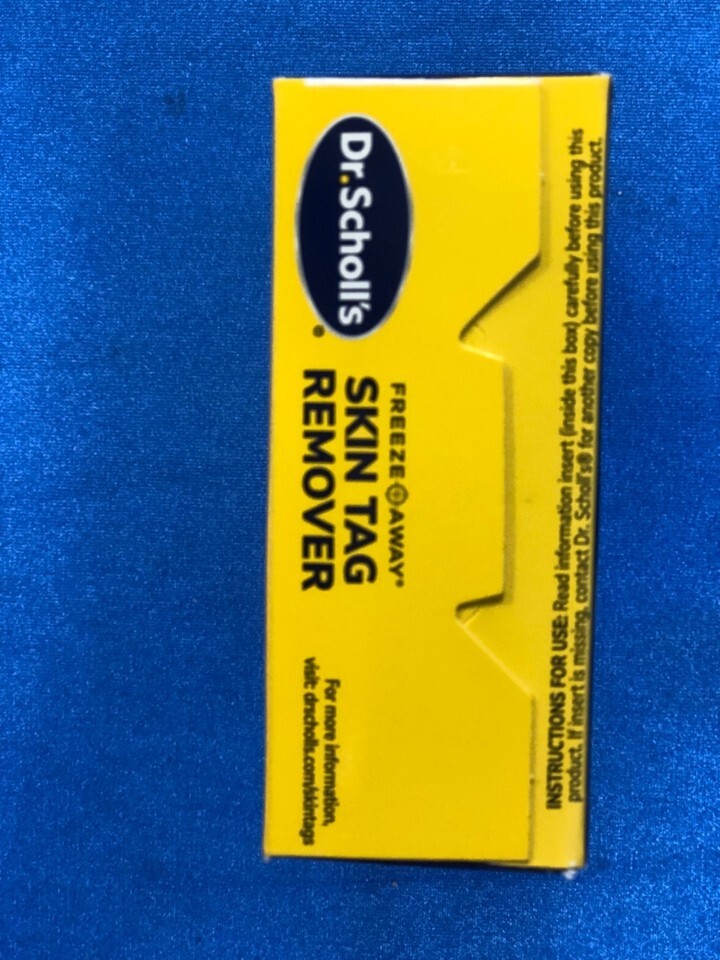 Dr.Scholl's®
FREEZE AWAY®
SKIN TAG
REMOVER
For more information,
visit: drscholls.com/skintags
INSTRUCTIONS FOR USE: Read information insert (inside this box) carefully before using this
product. If insert is missing, contact Dr. Scholl's® for another copy before using this product.